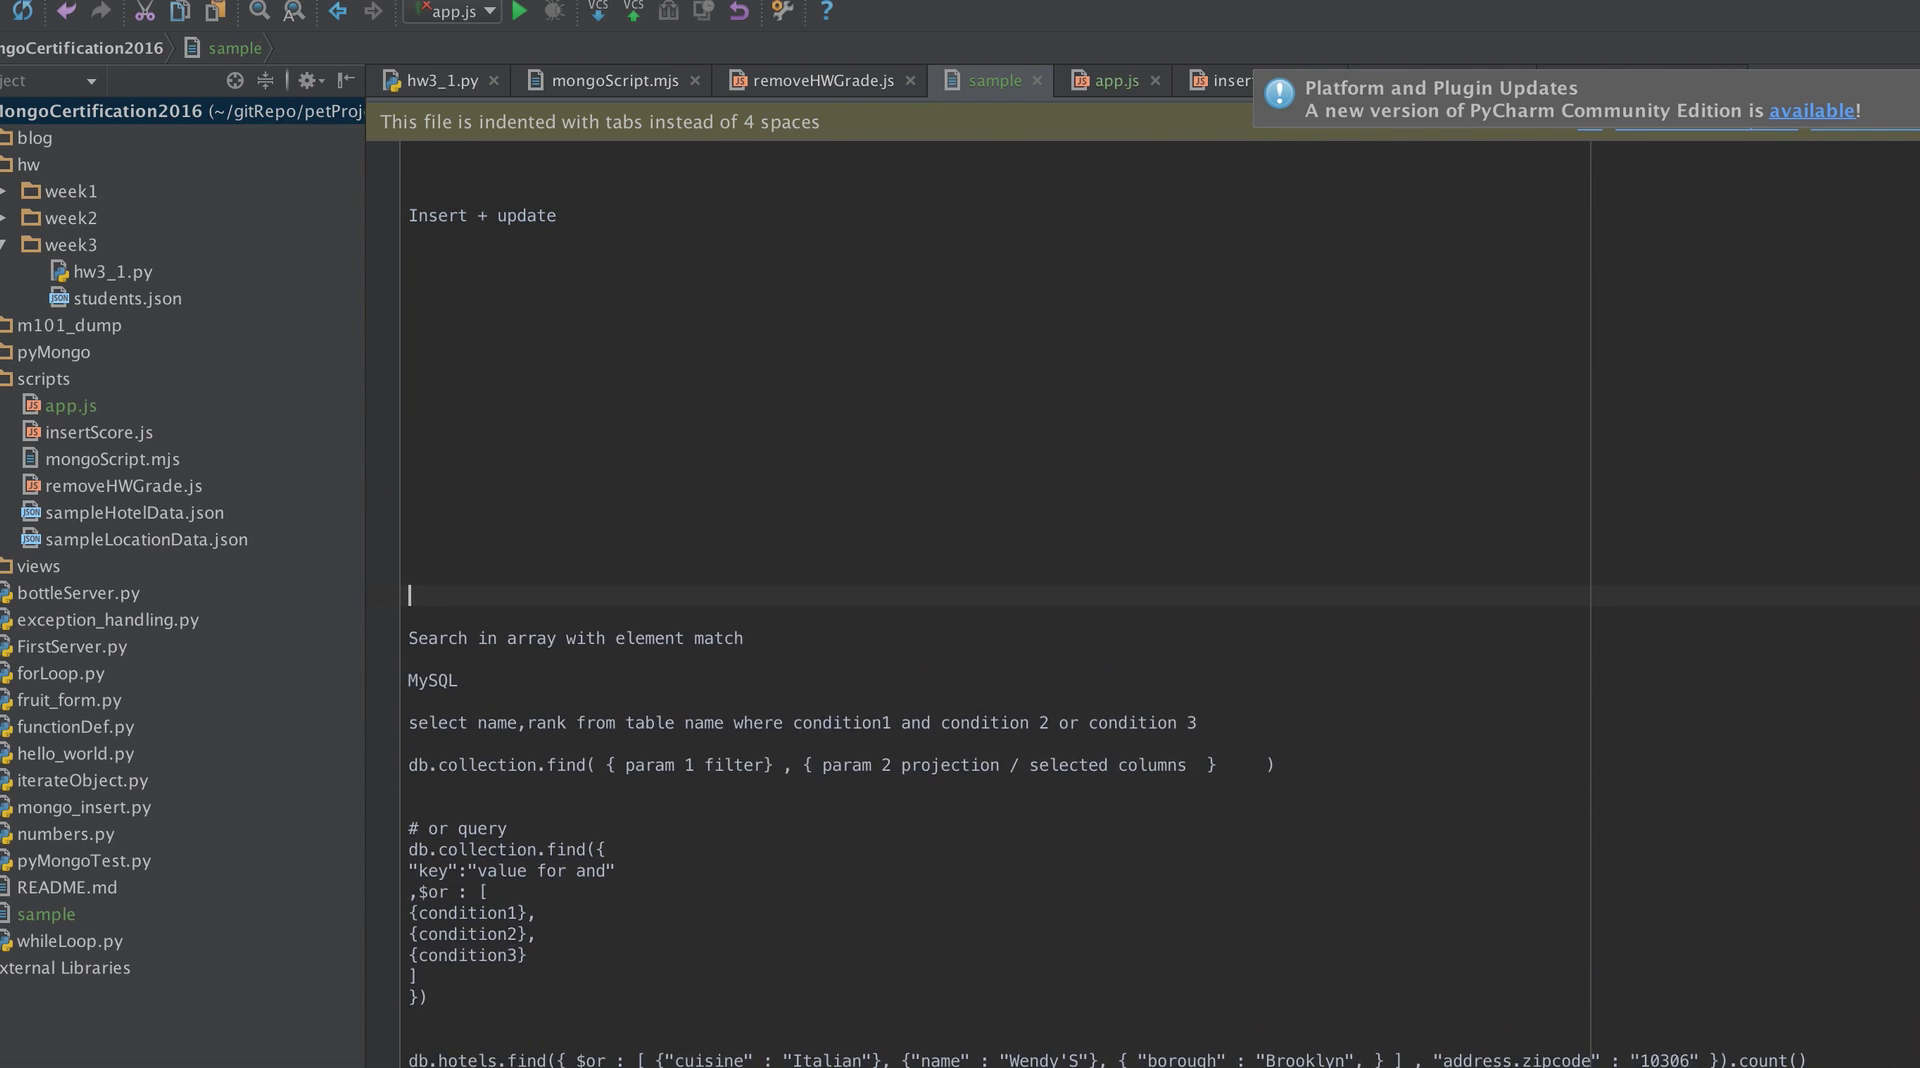 app.js
VCS
VCS
?
ngoCertification2016
sample
ject
hw3_1.py
mongoScript.mjs
removeHWGrade.js
sample
app.js
inser
Platform and Plugin Updates
A new version of PyCharm Community Edition is available!
This file is indented with tabs instead of 4 spaces
MongoCertification2016 (~/gitRepo/petProj
blog
hw
week1
week2
week3
hw3_1.py
students.json
m101_dump
pyMongo
scripts
app.js
insertScore.js
mongoScript.mjs
removeHWGrade.js
sampleHotelData.json
sampleLocationData.json
views
bottleServer.py
exception_handling.py
FirstServer.py
forLoop.py
fruit_form.py
functionDef.py
hello_world.py
iterateObject.py
mongo_insert.py
numbers.py
pyMongoTest.py
README.md
sample
whileLoop.py
xternal Libraries
Insert + update
Search in array with element match
MySQL
select name,rank from table name where condition1 and condition 2 or condition 3
db.collection.find( { param 1 filter} , { param 2 projection / selected columns  }     )
# or query
db.collection.find({
"key":"value for and"
,$or : [
{condition1},
{condition2},
{condition3}
]
})
db.hotels.find({ $or : [ {"cuisine" : "Italian"}, {"name" : "Wendy'S"}, { "borough" : "Brooklyn", } ] , "address.zipcode" : "10306" }).count()